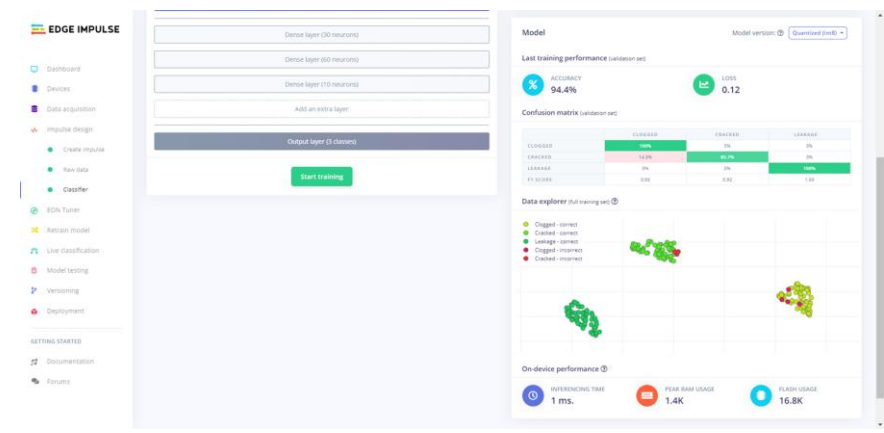 EDGE IMPULSE
Dashboard
Devices
Data acquisition
Impulse design
Create impulse
Raw data
Classifier
EON Tuner
Retrain model
Live classification
Model testing
Versioning
Deployment
GETTING STARTED
Documentation
Forums
Dense layer (30 neurons)
Dense layer (60 neurons)
Dense layer (10 neurons)
Add an extra layer
Output layer (3 classes)
Start training
Model
Model version: Quantized (int8)
Last training performance (validation set)
ACCURACY
94.4%
LOSS
0.12
Confusion matrix (validation set)
CLOGGED CRACKED LEAKAGE
CLOGGED 100% 0% 0%
CRACKED 14.3% 85.7% 0%
LEAKAGE 0% 0% 100%
F1 SCORE 0.92 1.00
Data explorer (full training set)
Clogged - correct
Cracked - correct
Leakage - correct
Clogged - incorrect
Cracked - incorrect
On-device performance
INFERENCING TIME
1 ms.
PEAK RAM USAGE
1.4K
FLASH USAGE
16.8K